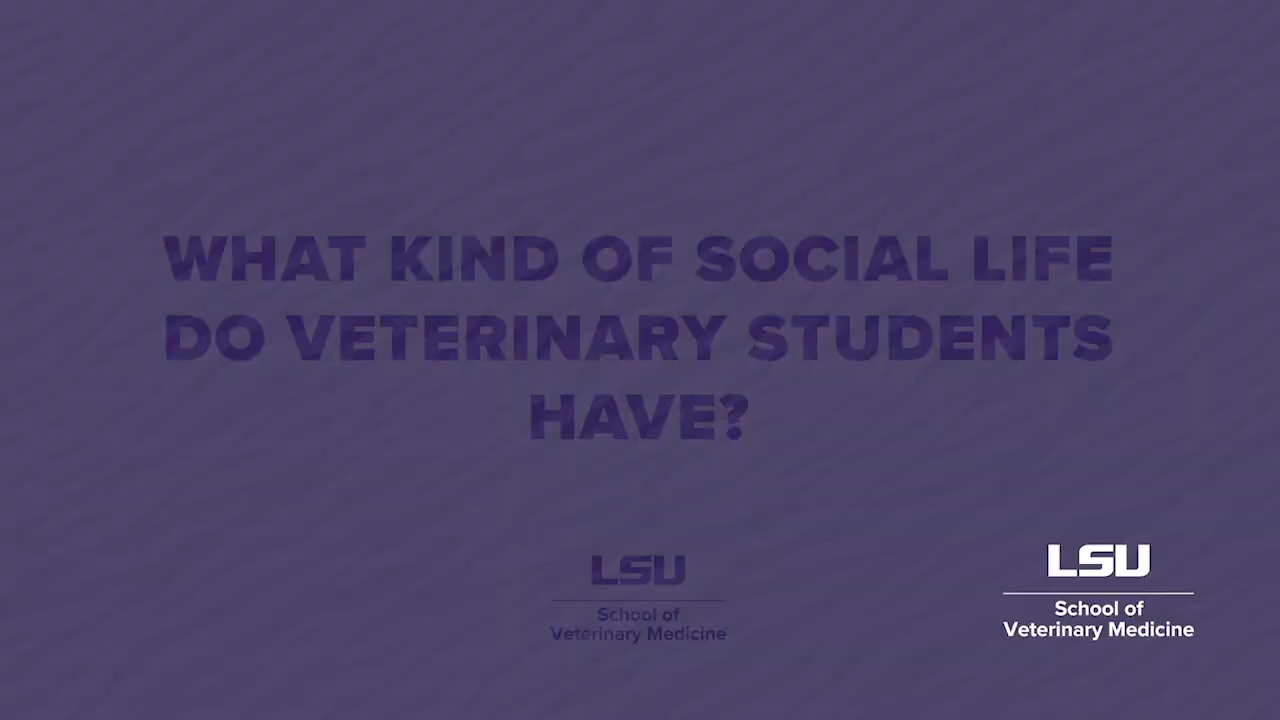 WHAT KIND OF SOCIAL LIFE
DO VETERINARY STUDENTS
HAVE?
LSU
School of
Veterinary Medicine
LSU
School of
Veterinary Medicine